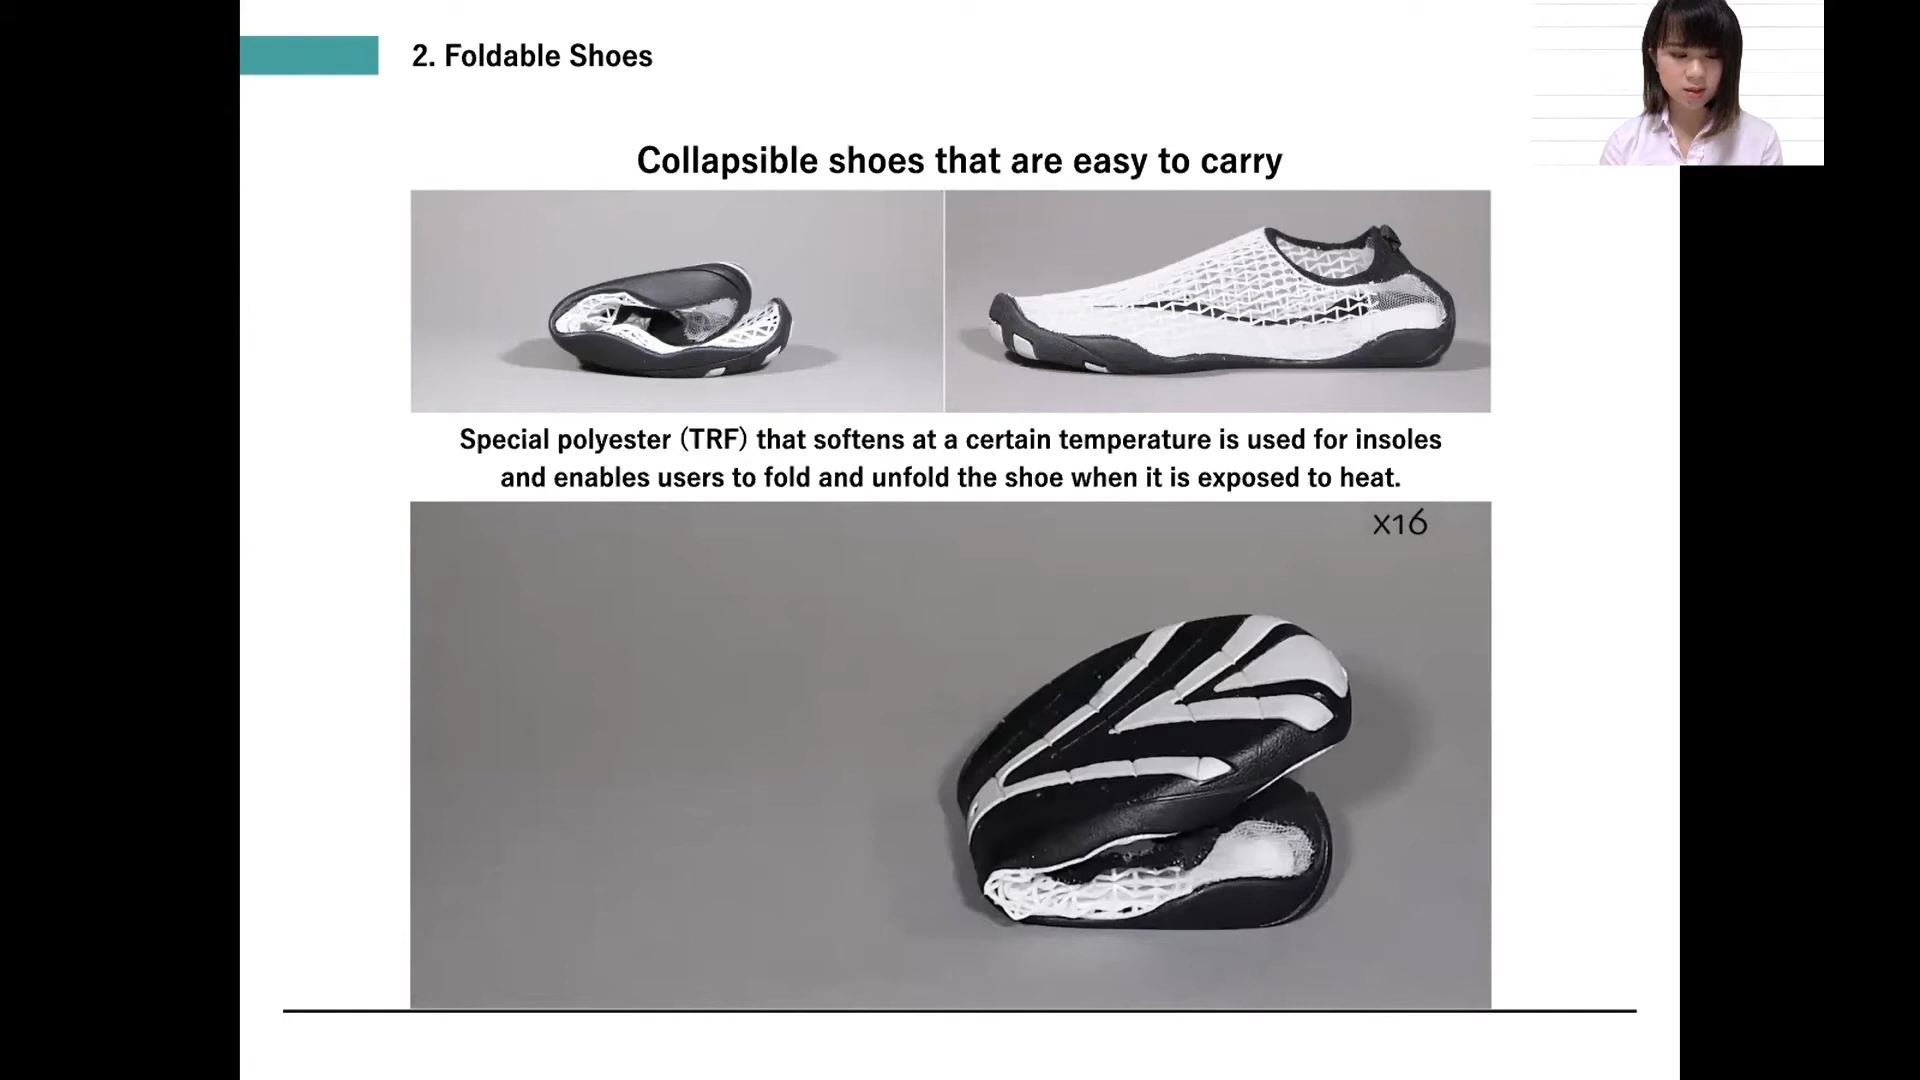 2. Foldable Shoes
Collapsible shoes that are easy to carry
Special polyester (TRF) that softens at a certain temperature is used for insoles
and enables users to fold and unfold the shoe when it is exposed to heat.
X16